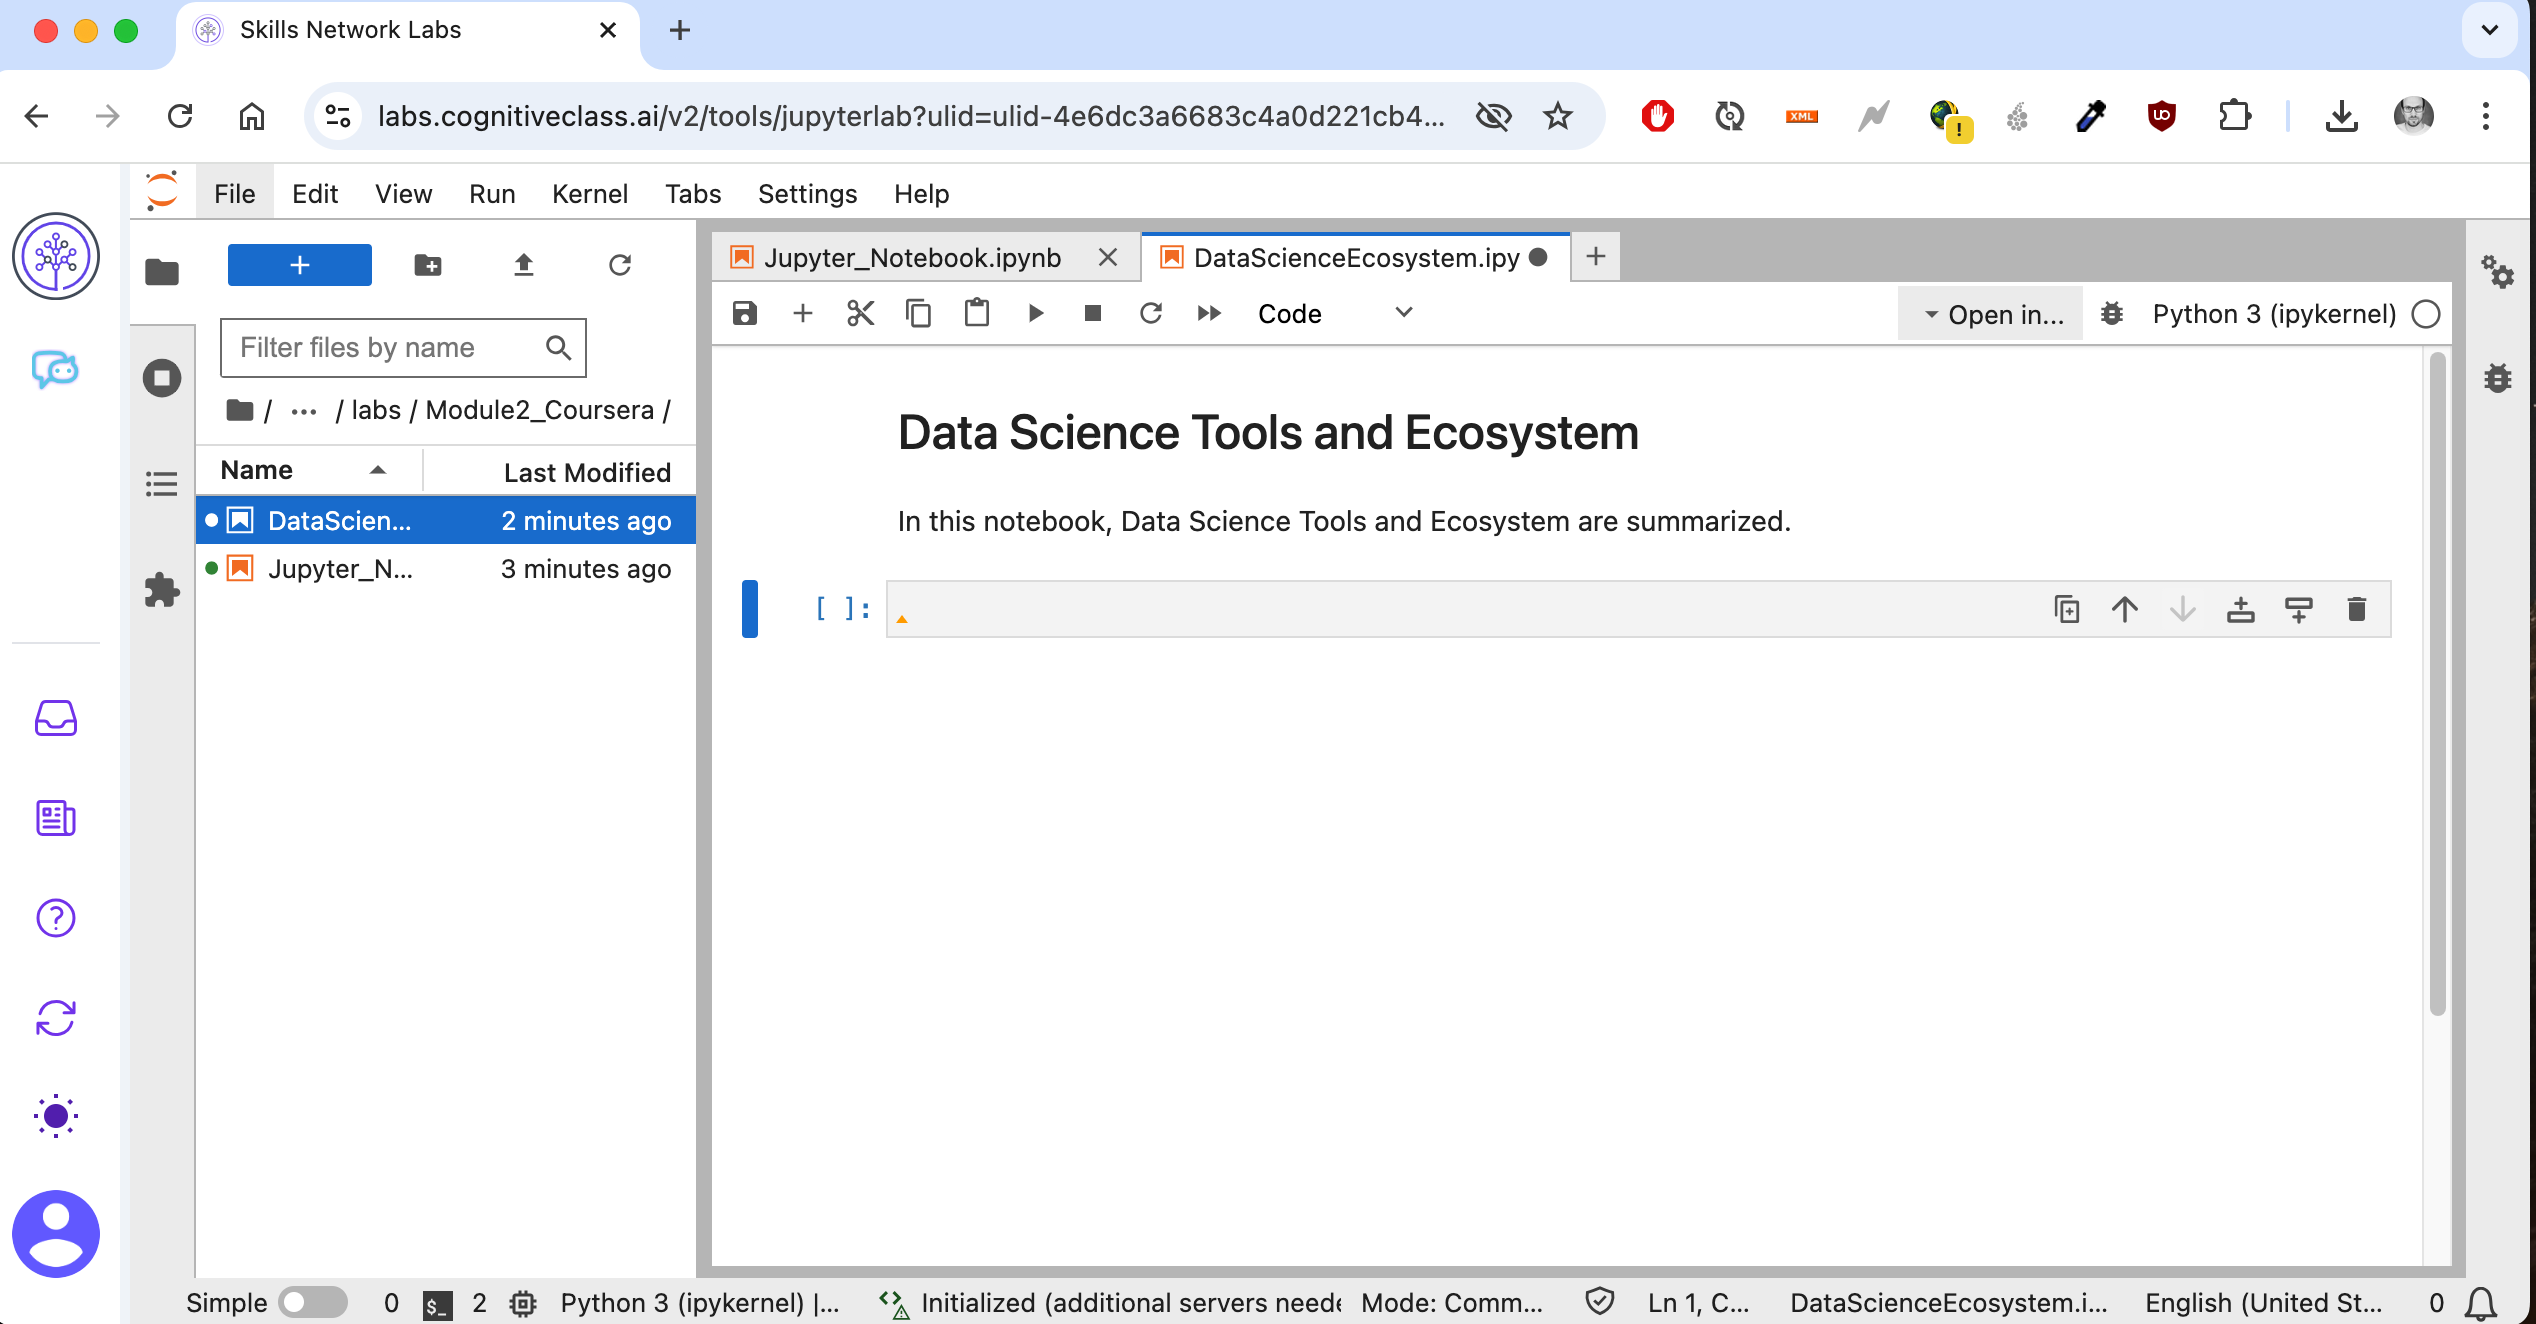 Skills Network Labs
labs.cognitiveclass.ai/v2/tools/jupyterlab?ulid=ulid-4e6dc3a6683c4a0d221cb4...
XML
!
UO
File Edit View Run Kernel Tabs Settings Help
Jupyter_Notebook.ipynb
DataScienceEcosystem.ipy
Code
Open in...
Python 3 (ipykernel)
Filter files by name
/ ... / labs / Module2_Coursera /
Name Last Modified
DataScien... 2 minutes ago
Jupyter_N... 3 minutes ago
Data Science Tools and Ecosystem
In this notebook, Data Science Tools and Ecosystem are summarized.
[ ]:
Simple 0 $_ 2 Python 3 (ipykernel) |... Initialized (additional servers neede Mode: Comm... Ln 1, C... DataScienceEcosystem.i... English (United St... 0